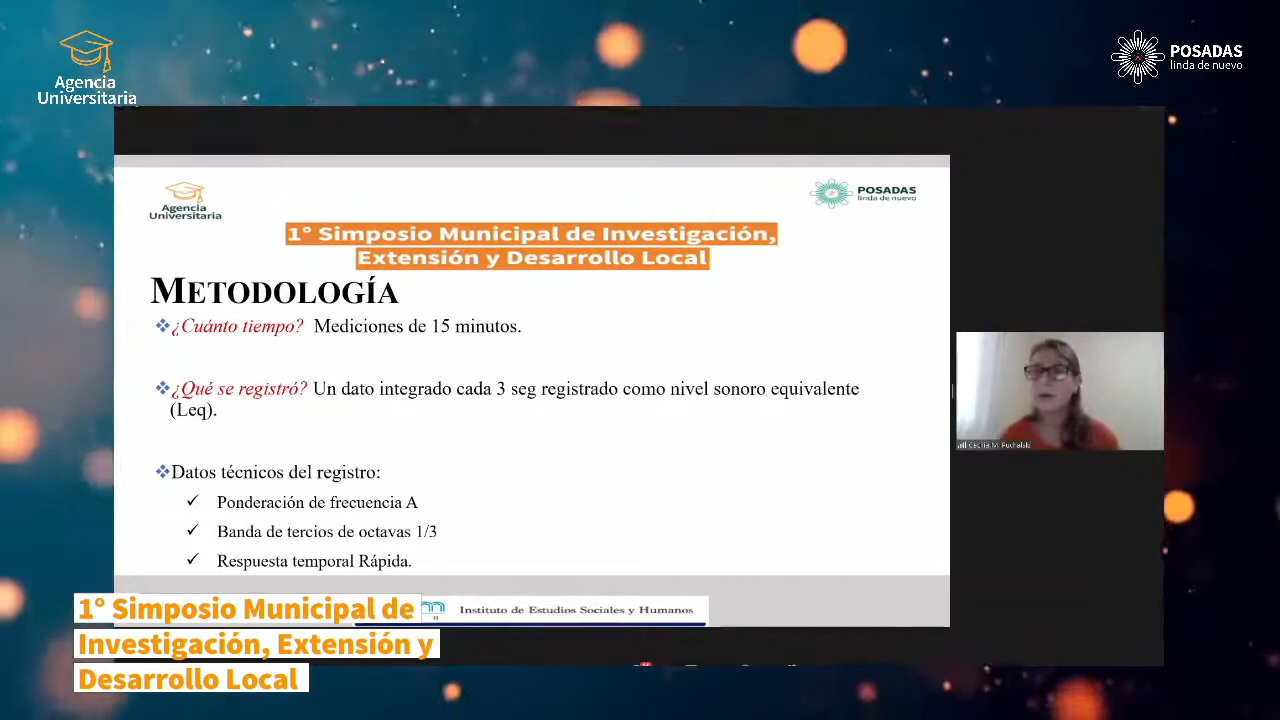 Agencia
Universitaria
POSADAS
linda de nuevo
Agencia
Universitaria
POSADAS
linda de nuevo
1° Simposio Municipal de Investigación,
Extensión y Desarrollo Local
METODOLOGÍA
¿Cuánto tiempo? Mediciones de 15 minutos.
¿Qué se registró? Un dato integrado cada 3 seg registrado como nivel sonoro equivalente
(Leq).
Datos técnicos del registro:
Ponderación de frecuencia A
Banda de tercios de octavas 1/3
Respuesta temporal Rápida.
Cecilia M. Puchalski
Instituto de Estudios Sociales y Humanos
1° Simposio Municipal de
Investigación, Extensión y
Desarrollo Local